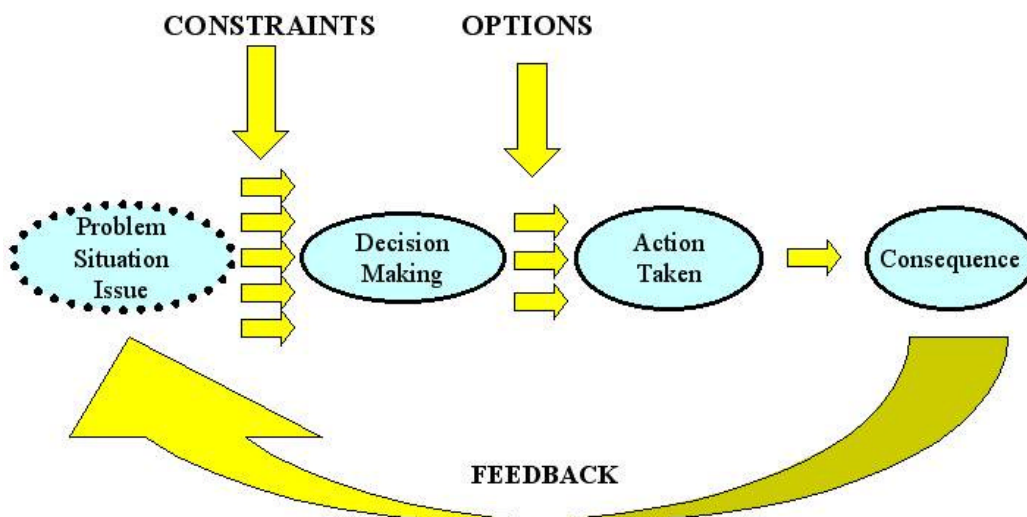 CONSTRAINTS
OPTIONS
Problem
Situation
Issue
Decision
Making
Action
Taken
Consequence
FEEDBACK